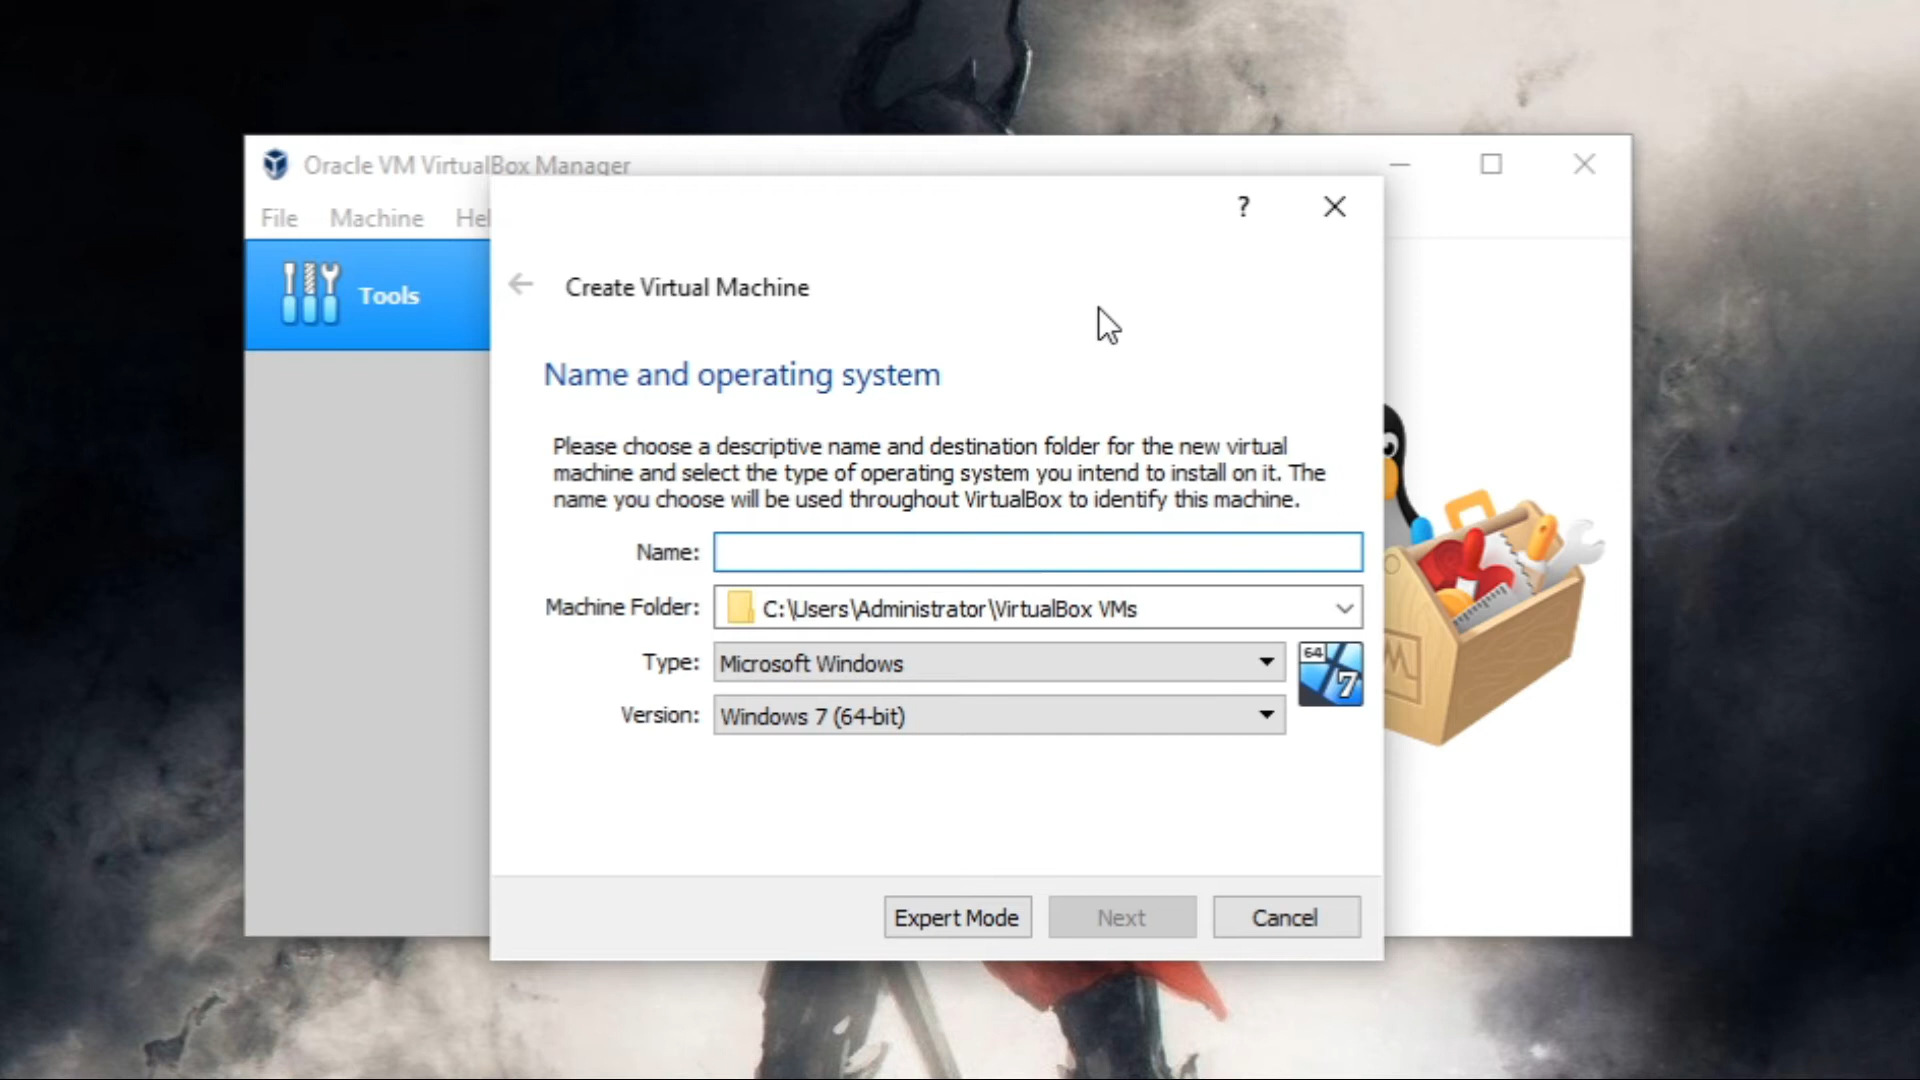 Oracle VM VirtualBox Manager
File Machine Hel
?
Tools
Create Virtual Machine
Name and operating system
Please choose a descriptive name and destination folder for the new virtual
machine and select the type of operating system you intend to install on it. The
name you choose will be used throughout VirtualBox to identify this machine.
Name:
Machine Folder: C:\Users\Administrator\VirtualBox VMs
Type: Microsoft Windows
64
7
Version: Windows 7 (64-bit)
Expert Mode Next Cancel